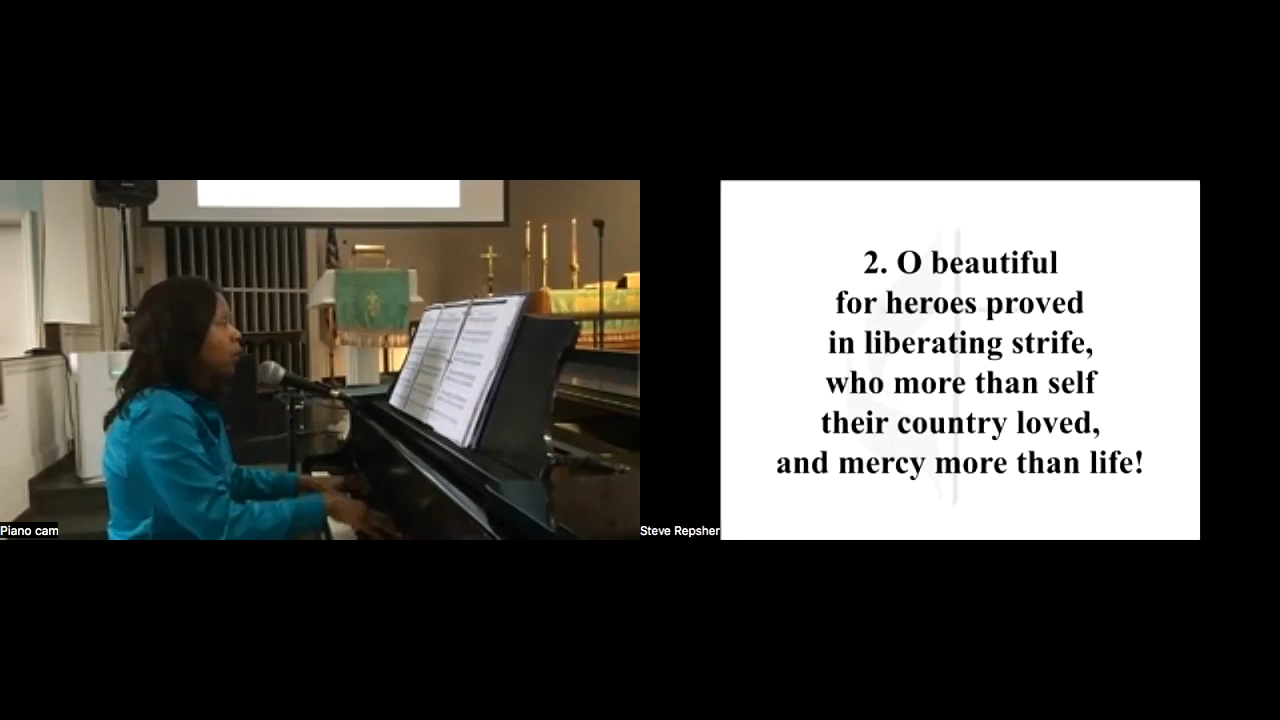 2. O beautiful
for heroes proved
in liberating strife,
who more than self
their country loved,
and mercy more than life!
Piano cam
Steve Repsher